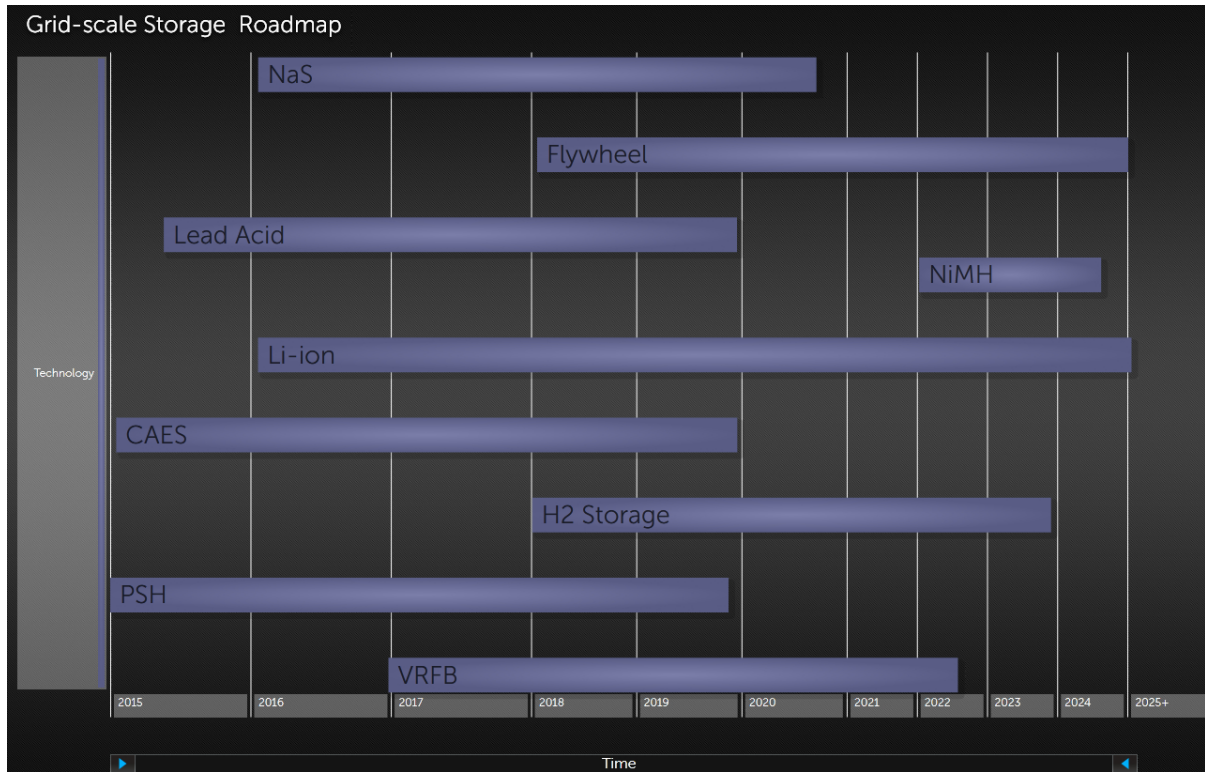 Grid-scale Storage Roadmap
NaS
Flywheel
Lead Acid
NiMH
Li-ion
Technology
CAES
H2 Storage
PSH
VRFB
2015 2016 2017 2018 2019 2020 2021 2022 2023 2024 2025+
Time